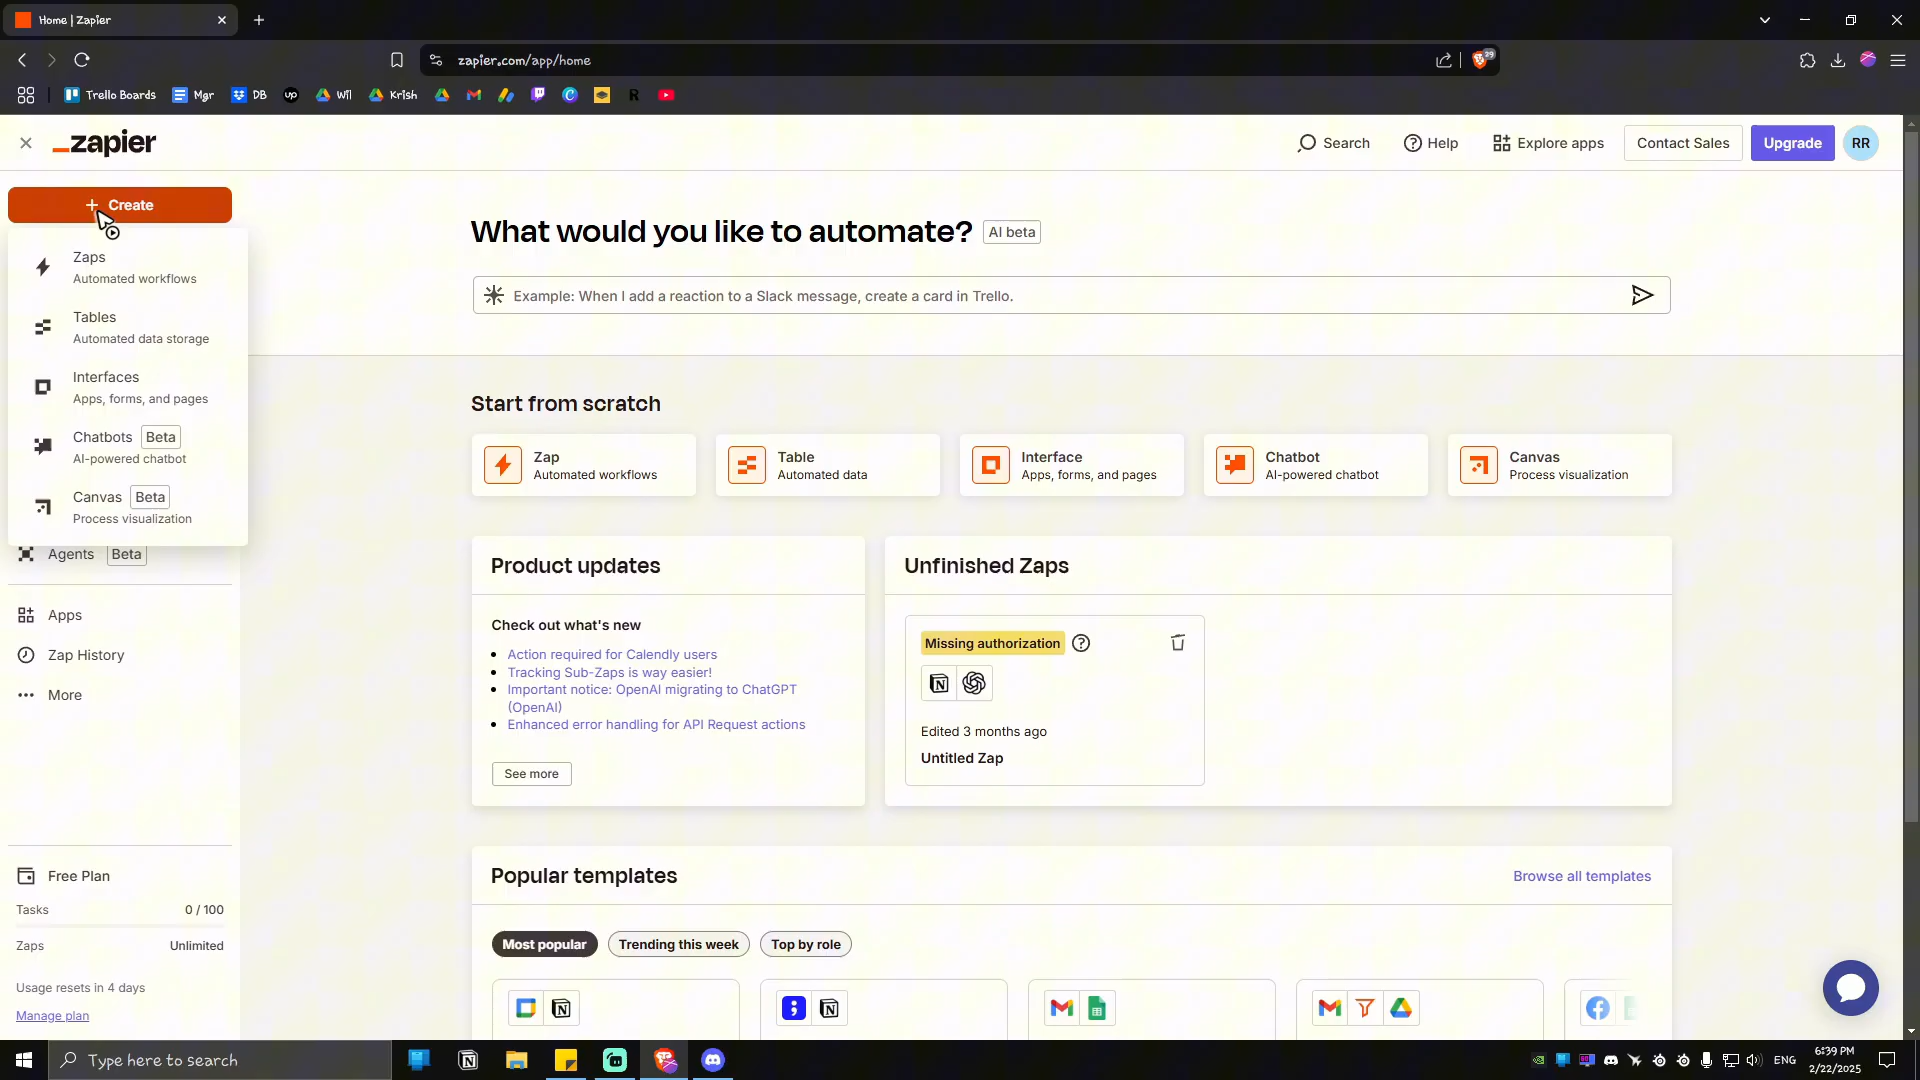 Home | Zapier
zapier.com/app/home
29
Trello Boards
Mgr
DB
up
Wil
Krish
R
zapier
Search
Help
Explore apps
Contact Sales
Upgrade
RR
Create
Zaps
Automated workflows
Tables
Automated data storage
Interfaces
Apps, forms, and pages
Chatbots Beta
AI-powered chatbot
Canvas Beta
Process visualization
Agents Beta
Apps
Zap History
More
Free Plan
Tasks 0 / 100
Zaps Unlimited
Usage resets in 4 days
Manage plan
What would you like to automate? AI beta
Example: When I add a reaction to a Slack message, create a card in Trello.
Start from scratch
Zap
Automated workflows
Table
Automated data
Interface
Apps, forms, and pages
Chatbot
AI-powered chatbot
Canvas
Process visualization
Product updates
Check out what's new
Action required for Calendly users
Tracking Sub-Zaps is way easier!
Important notice: OpenAI migrating to ChatGPT
(OpenAI)
Enhanced error handling for API Request actions
See more
Unfinished Zaps
Missing authorization
Edited 3 months ago
Untitled Zap
Popular templates
Browse all templates
Most popular
Trending this week
Top by role
Type here to search
ENG
6:39 PM
2/22/2025